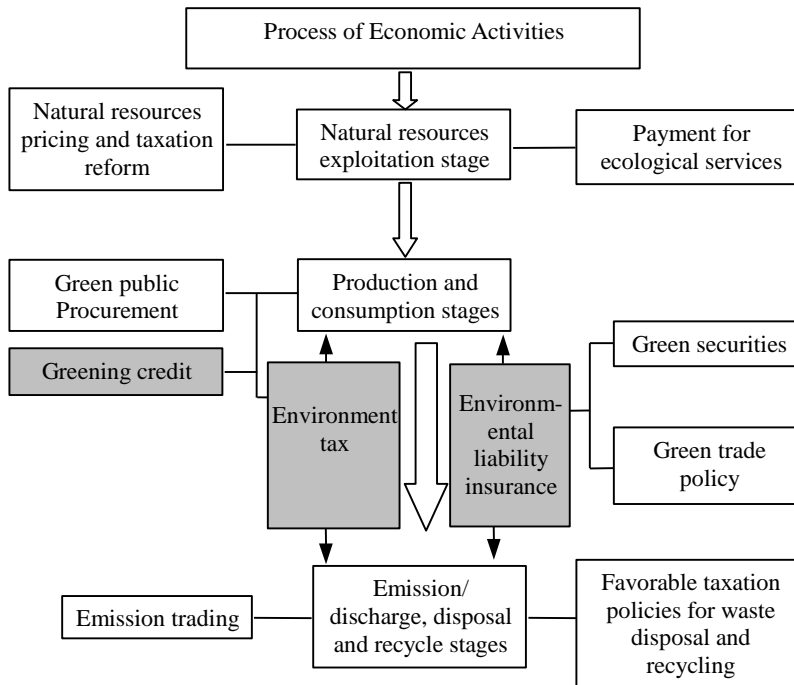 Process of Economic Activities
Natural resources
pricing and taxation
reform
Natural resources
exploitation stage
Payment for
ecological services
Green public
Procurement
Production and
consumption stages
Greening credit
Environment
tax
Environm-
ental
liability
insurance
Green securities
Green trade
policy
Emission trading
Emission/
discharge, disposal
and recycle stages
Favorable taxation
policies for waste
disposal and
recycling